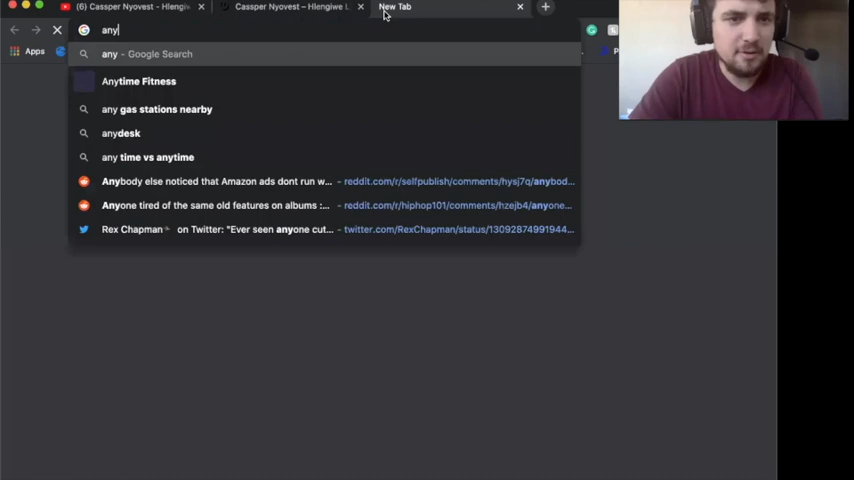 (6) Cassper Nyovest - Hlengiw
Cassper Nyovest – Hlengiwe L
New Tab
any
Apps
any - Google Search
Anytime Fitness
any gas stations nearby
anydesk
any time vs anytime
Anybody else noticed that Amazon ads dont run w... - reddit.com/r/selfpublish/comments/hysj7q/anybod...
Anyone tired of the same old features on albums :... - reddit.com/r/hiphop101/comments/hzejb4/anyone...
Rex Chapman on Twitter: "Ever seen anyone cut... - twitter.com/RexChapman/status/13092874991944...